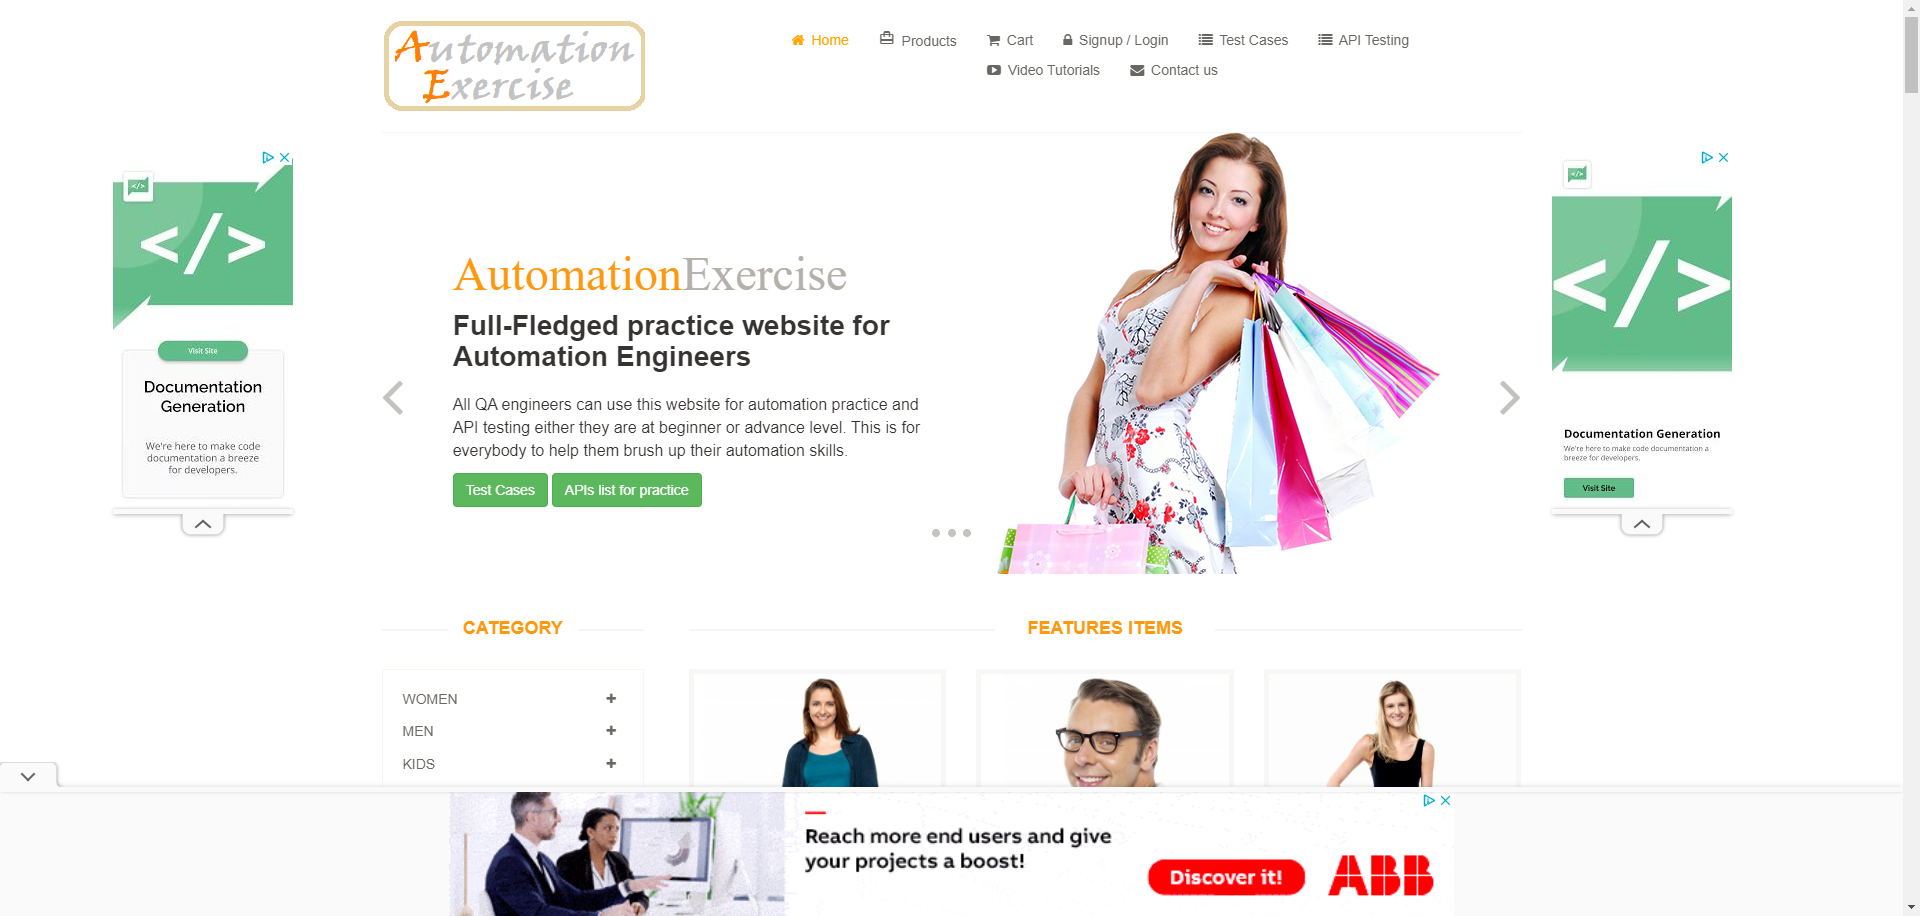 Automation
Exercise
Home
Products
Cart
Signup / Login
Test Cases
API Testing
Video Tutorials
Contact us
</>
</>
Visit Site
Documentation
Generation
We're here to make code
documentation a breeze
for developers.
AutomationExercise
Full-Fledged practice website for
Automation Engineers
All QA engineers can use this website for automation practice and
API testing either they are at beginner or advance level. This is for
everybody to help them brush up their automation skills.
Test Cases
APIs list for practice
</>
</>
Documentation Generation
We're here to make code documentation a
breeze for developers.
Visit Site
CATEGORY
WOMEN
MEN
KIDS
FEATURES ITEMS
Reach more end users and give
your projects a boost!
Discover it!
ABB